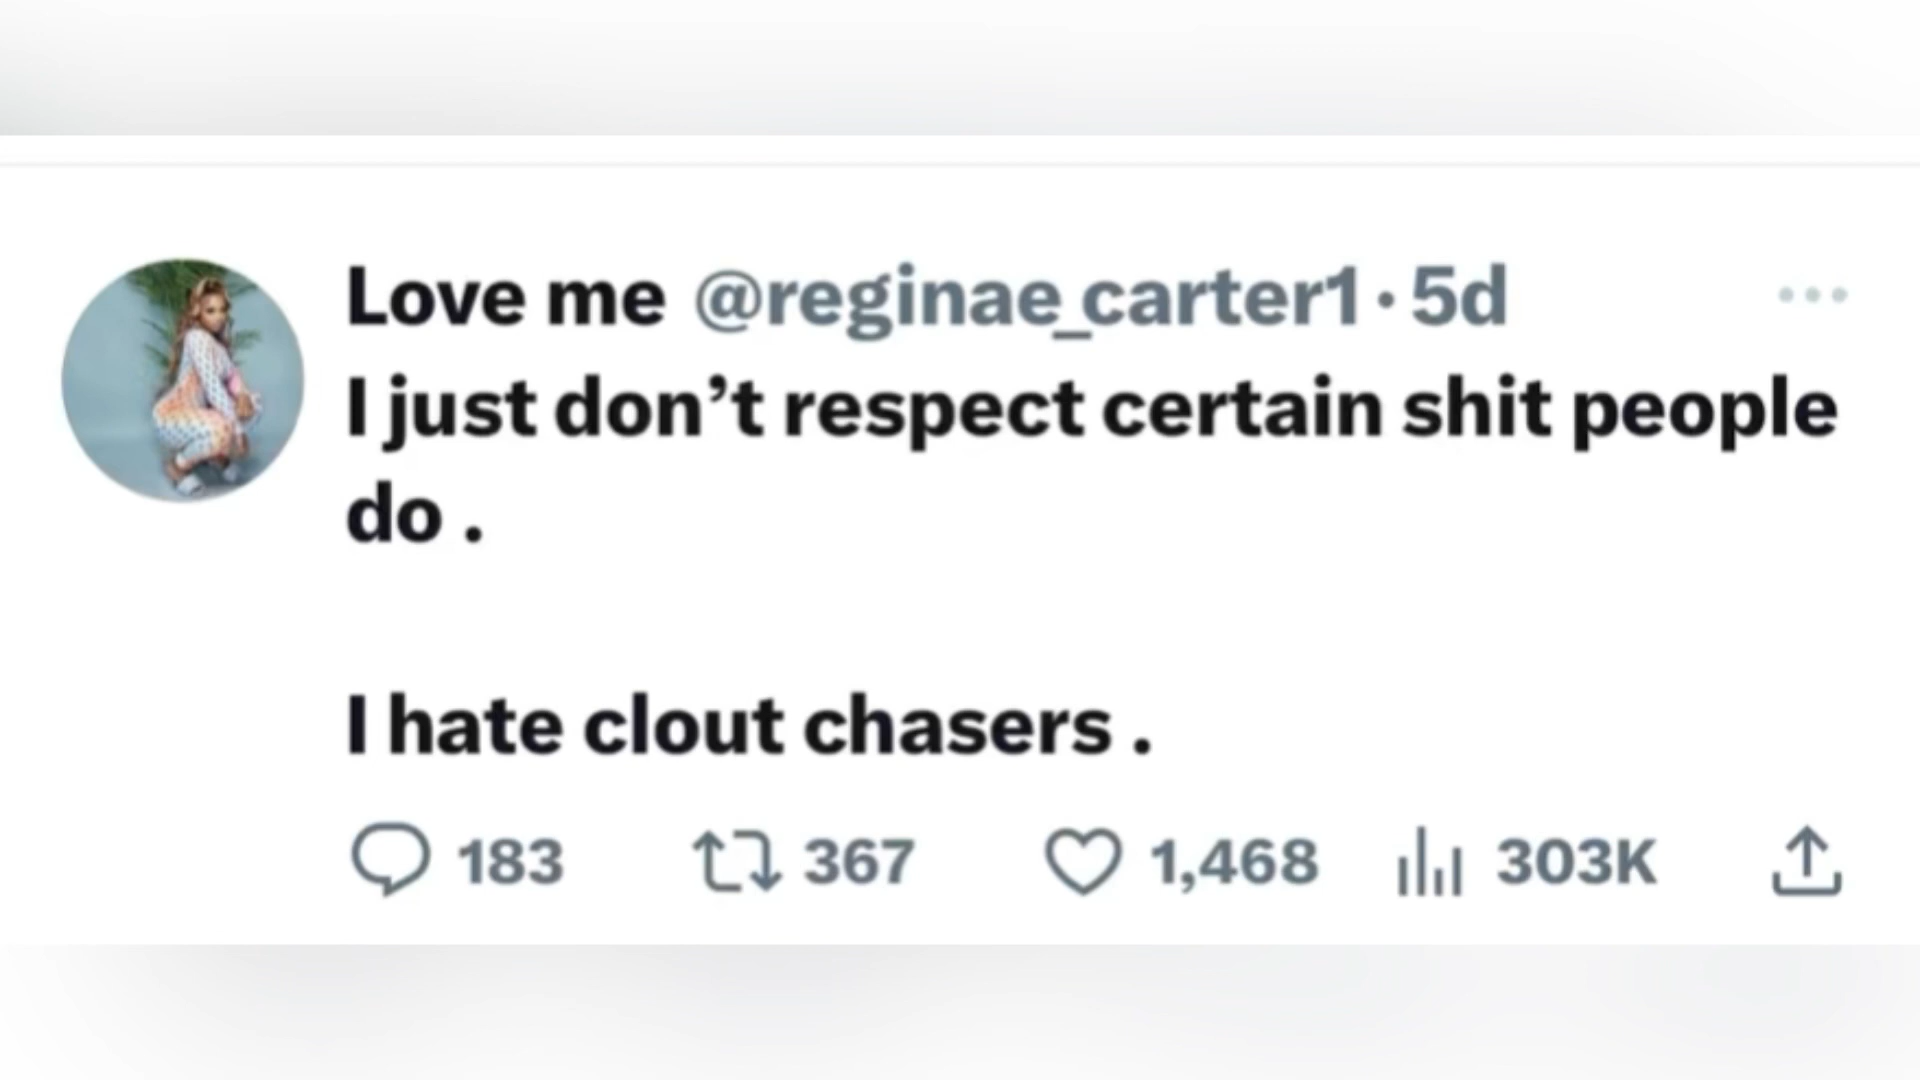 Love me @reginae_carter1 · 5d
I just don’t respect certain shit people
do .
I hate clout chasers .
183 367 1,468 303K